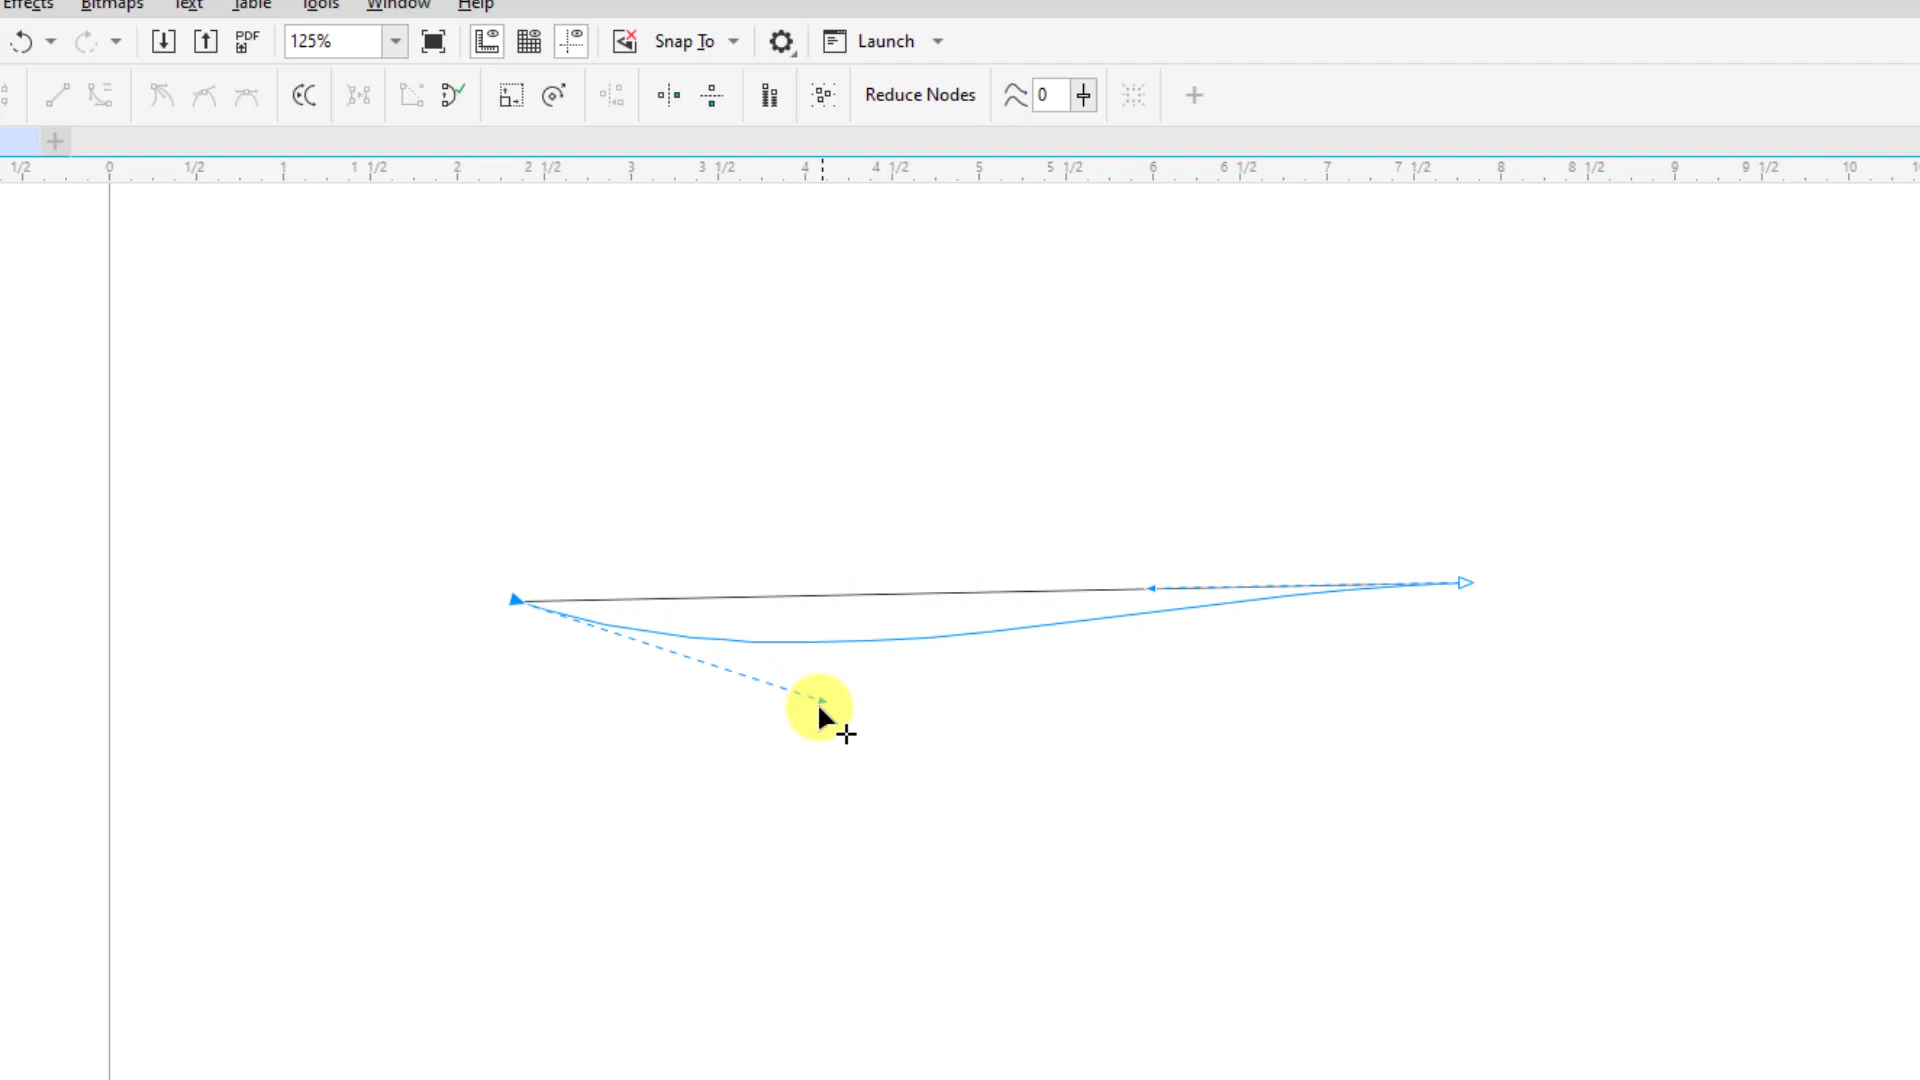 Effects Bitmaps Text Table Tools Window Help
PDF 125% Snap To Launch
Reduce Nodes 0
1/2 0 1/2 1 1 1/2 2 2 1/2 3 3 1/2 4 4 1/2 5 5 1/2 6 6 1/2 7 7 1/2 8 8 1/2 9 9 1/2 10